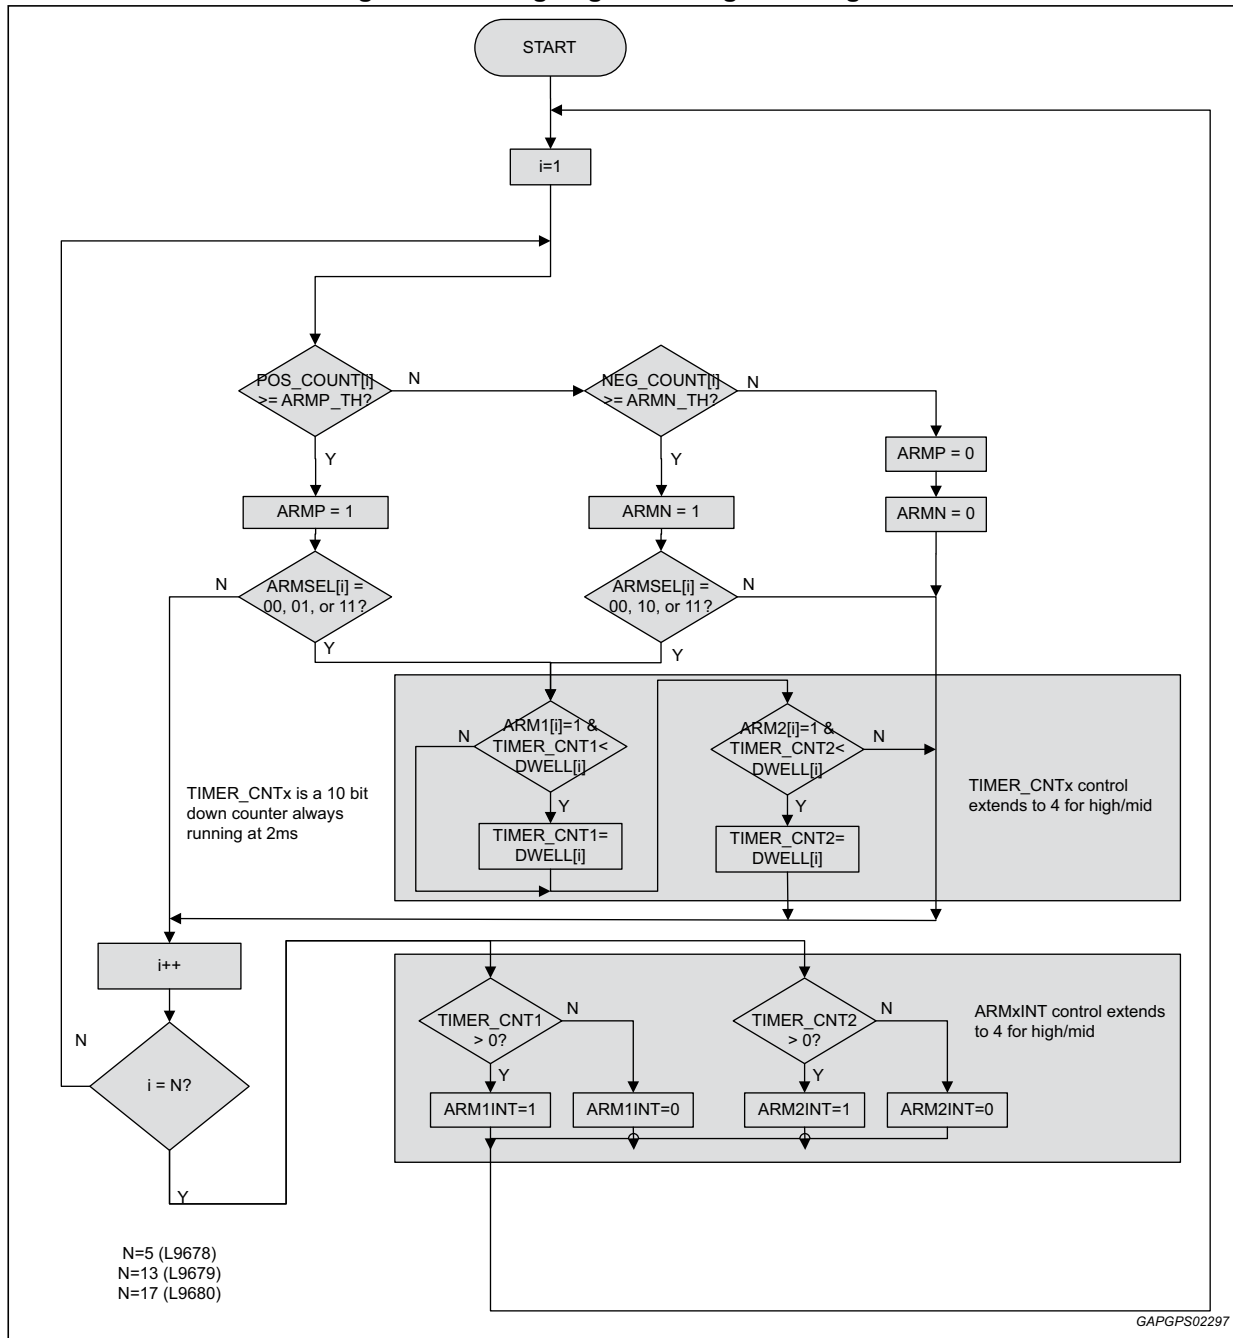 START
i=1
POS_COUNT[i]
>= ARMP_TH?
N
NEG_COUNT[i]
>= ARMN_TH?
N
ARMP = 0
Y
Y
ARMP = 1
ARMN = 1
ARMN = 0
N
ARMSEL[i] =
00, 01, or 11?
ARMSEL[i] =
00, 10, or 11?
N
Y
Y
N
ARM1[i]=1 &
TIMER_CNT1<
DWELL[i]
ARM2[i]=1 &
TIMER_CNT2<
DWELL[i]
N
TIMER_CNTx is a 10 bit
down counter always
running at 2ms
TIMER_CNTx control
extends to 4 for high/mid
Y
Y
TIMER_CNT1=
DWELL[i]
TIMER_CNT2=
DWELL[i]
i++
TIMER_CNT1
> 0?
N
TIMER_CNT2
> 0?
N
ARMxINT control extends
to 4 for high/mid
N
i = N?
Y
Y
ARM1INT=1
ARM1INT=0
ARM2INT=1
ARM2INT=0
Y
N=5 (L9678)
N=13 (L9679)
N=17 (L9680)
GAPGPS02297